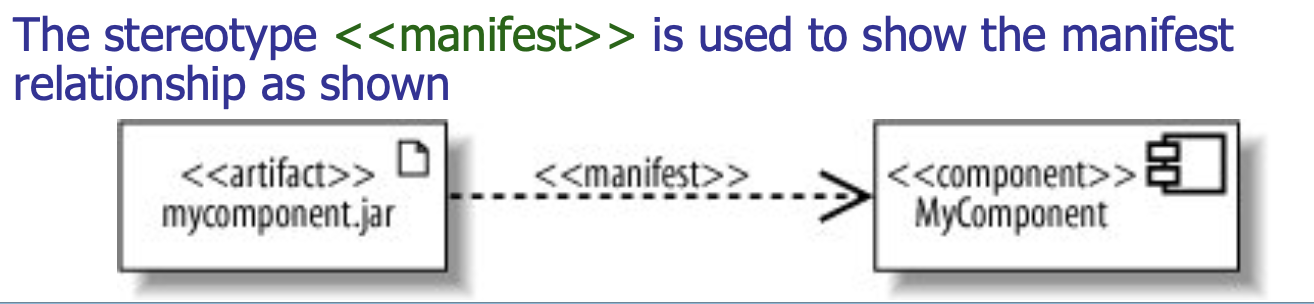 The stereotype <<manifest>> is used to show the manifest
relationship as shown
<<artifact>>
mycomponent.jar
<<manifest>>
<<component>>
MyComponent